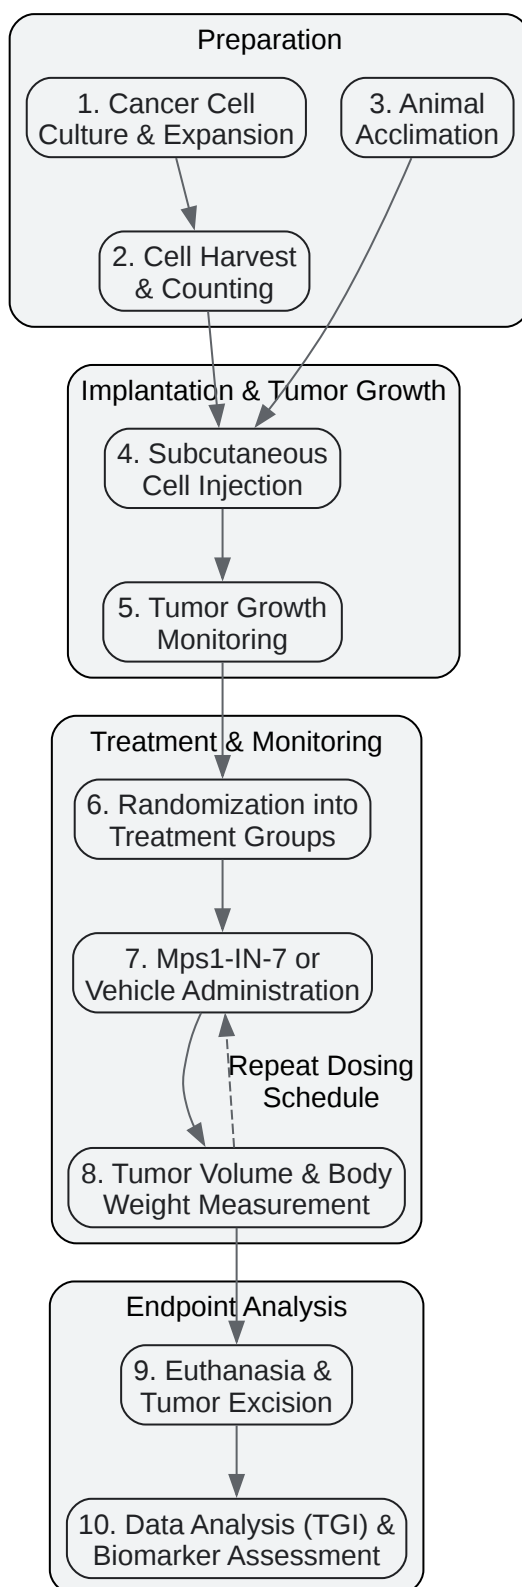 Preparation
1. Cancer Cell
Culture & Expansion
3. Animal
Acclimation
2. Cell Harvest
& Counting
Implantation & Tumor Growth
4. Subcutaneous
Cell Injection
5. Tumor Growth
Monitoring
Treatment & Monitoring
6. Randomization into
Treatment Groups
7. Mps1-IN-7 or
Vehicle Administration
Repeat Dosing
Schedule
8. Tumor Volume & Body
Weight Measurement
Endpoint Analysis
9. Euthanasia &
Tumor Excision
10. Data Analysis (TGI) &
Biomarker Assessment